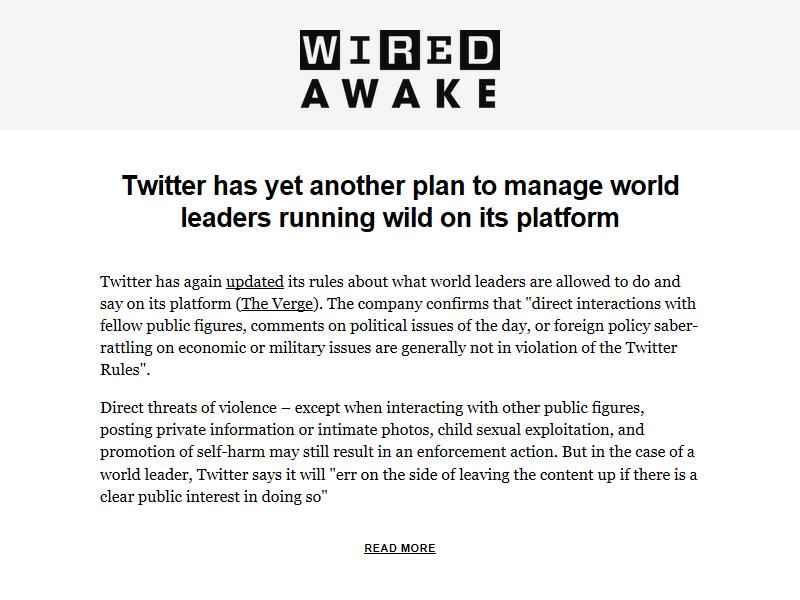 WIRED
AWAKE
Twitter has yet another plan to manage world
leaders running wild on its platform
Twitter has again updated its rules about what world leaders are allowed to do and
say on its platform (The Verge). The company confirms that "direct interactions with
fellow public figures, comments on political issues of the day, or foreign policy saber-
rattling on economic or military issues are generally not in violation of the Twitter
Rules".
Direct threats of violence – except when interacting with other public figures,
posting private information or intimate photos, child sexual exploitation, and
promotion of self-harm may still result in an enforcement action. But in the case of a
world leader, Twitter says it will "err on the side of leaving the content up if there is a
clear public interest in doing so"
READ MORE